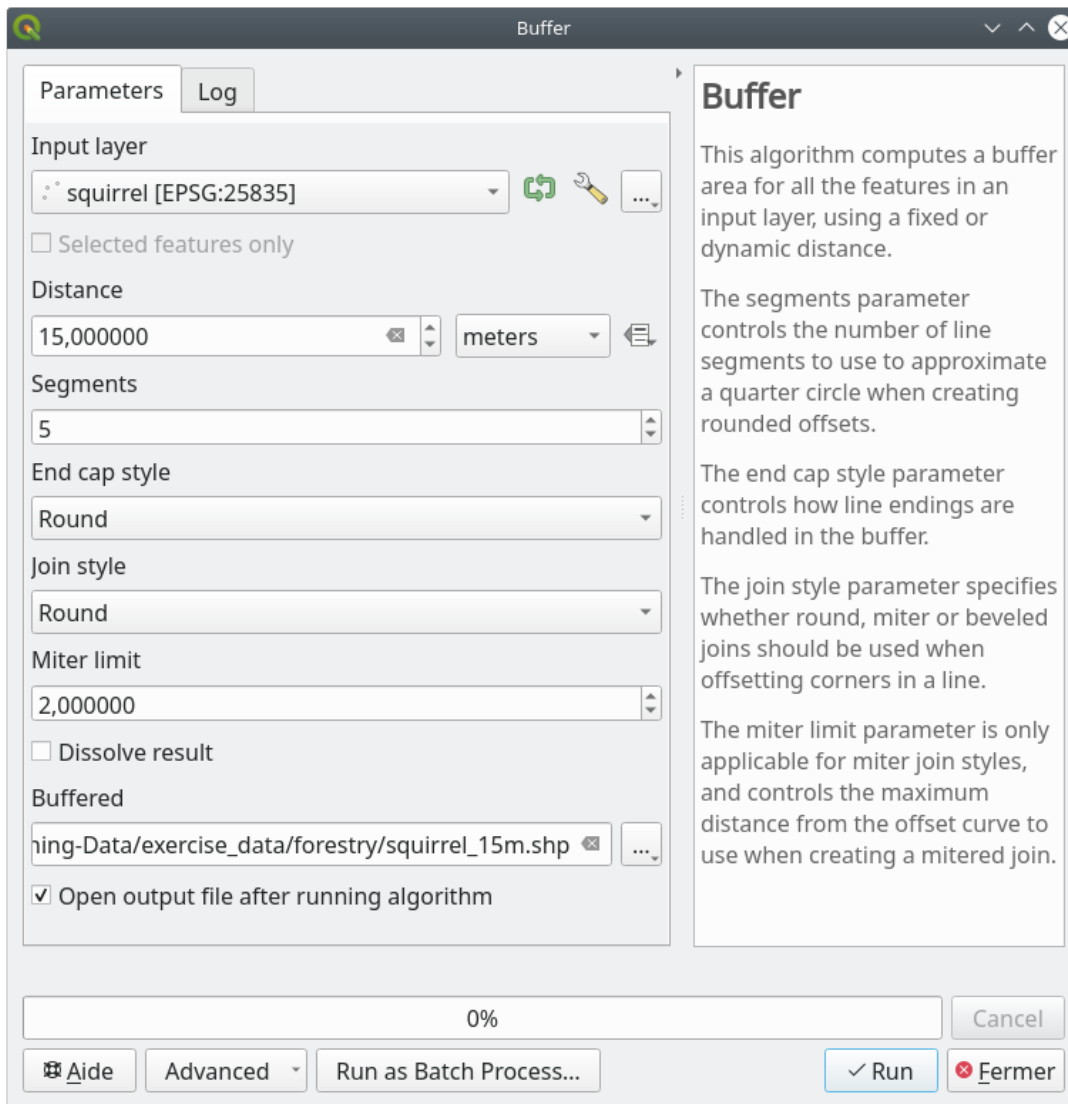 Buffer
Parameters
Log
Input layer
squirrel [EPSG:25835]
...
Selected features only
Distance
15,000000
meters
Segments
5
End cap style
Round
Join style
Round
Miter limit
2,000000
Dissolve result
Buffered
ning-Data/exercise_data/forestry/squirrel_15m.shp
...
Open output file after running algorithm
Buffer
This algorithm computes a buffer
area for all the features in an
input layer, using a fixed or
dynamic distance.
The segments parameter
controls the number of line
segments to use to approximate
a quarter circle when creating
rounded offsets.
The end cap style parameter
controls how line endings are
handled in the buffer.
The join style parameter specifies
whether round, miter or beveled
joins should be used when
offsetting corners in a line.
The miter limit parameter is only
applicable for miter join styles,
and controls the maximum
distance from the offset curve to
use when creating a mitered join.
0%
Cancel
Aide
Advanced
Run as Batch Process...
Run
Fermer